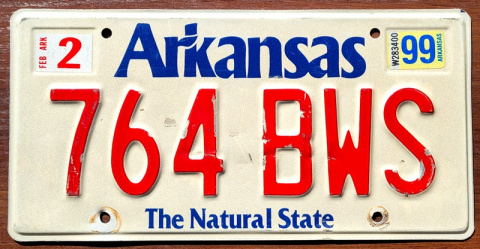 FEB ARK 2
Arkansas
W283400 99 ARKANSAS
764 BWS
The Natural State